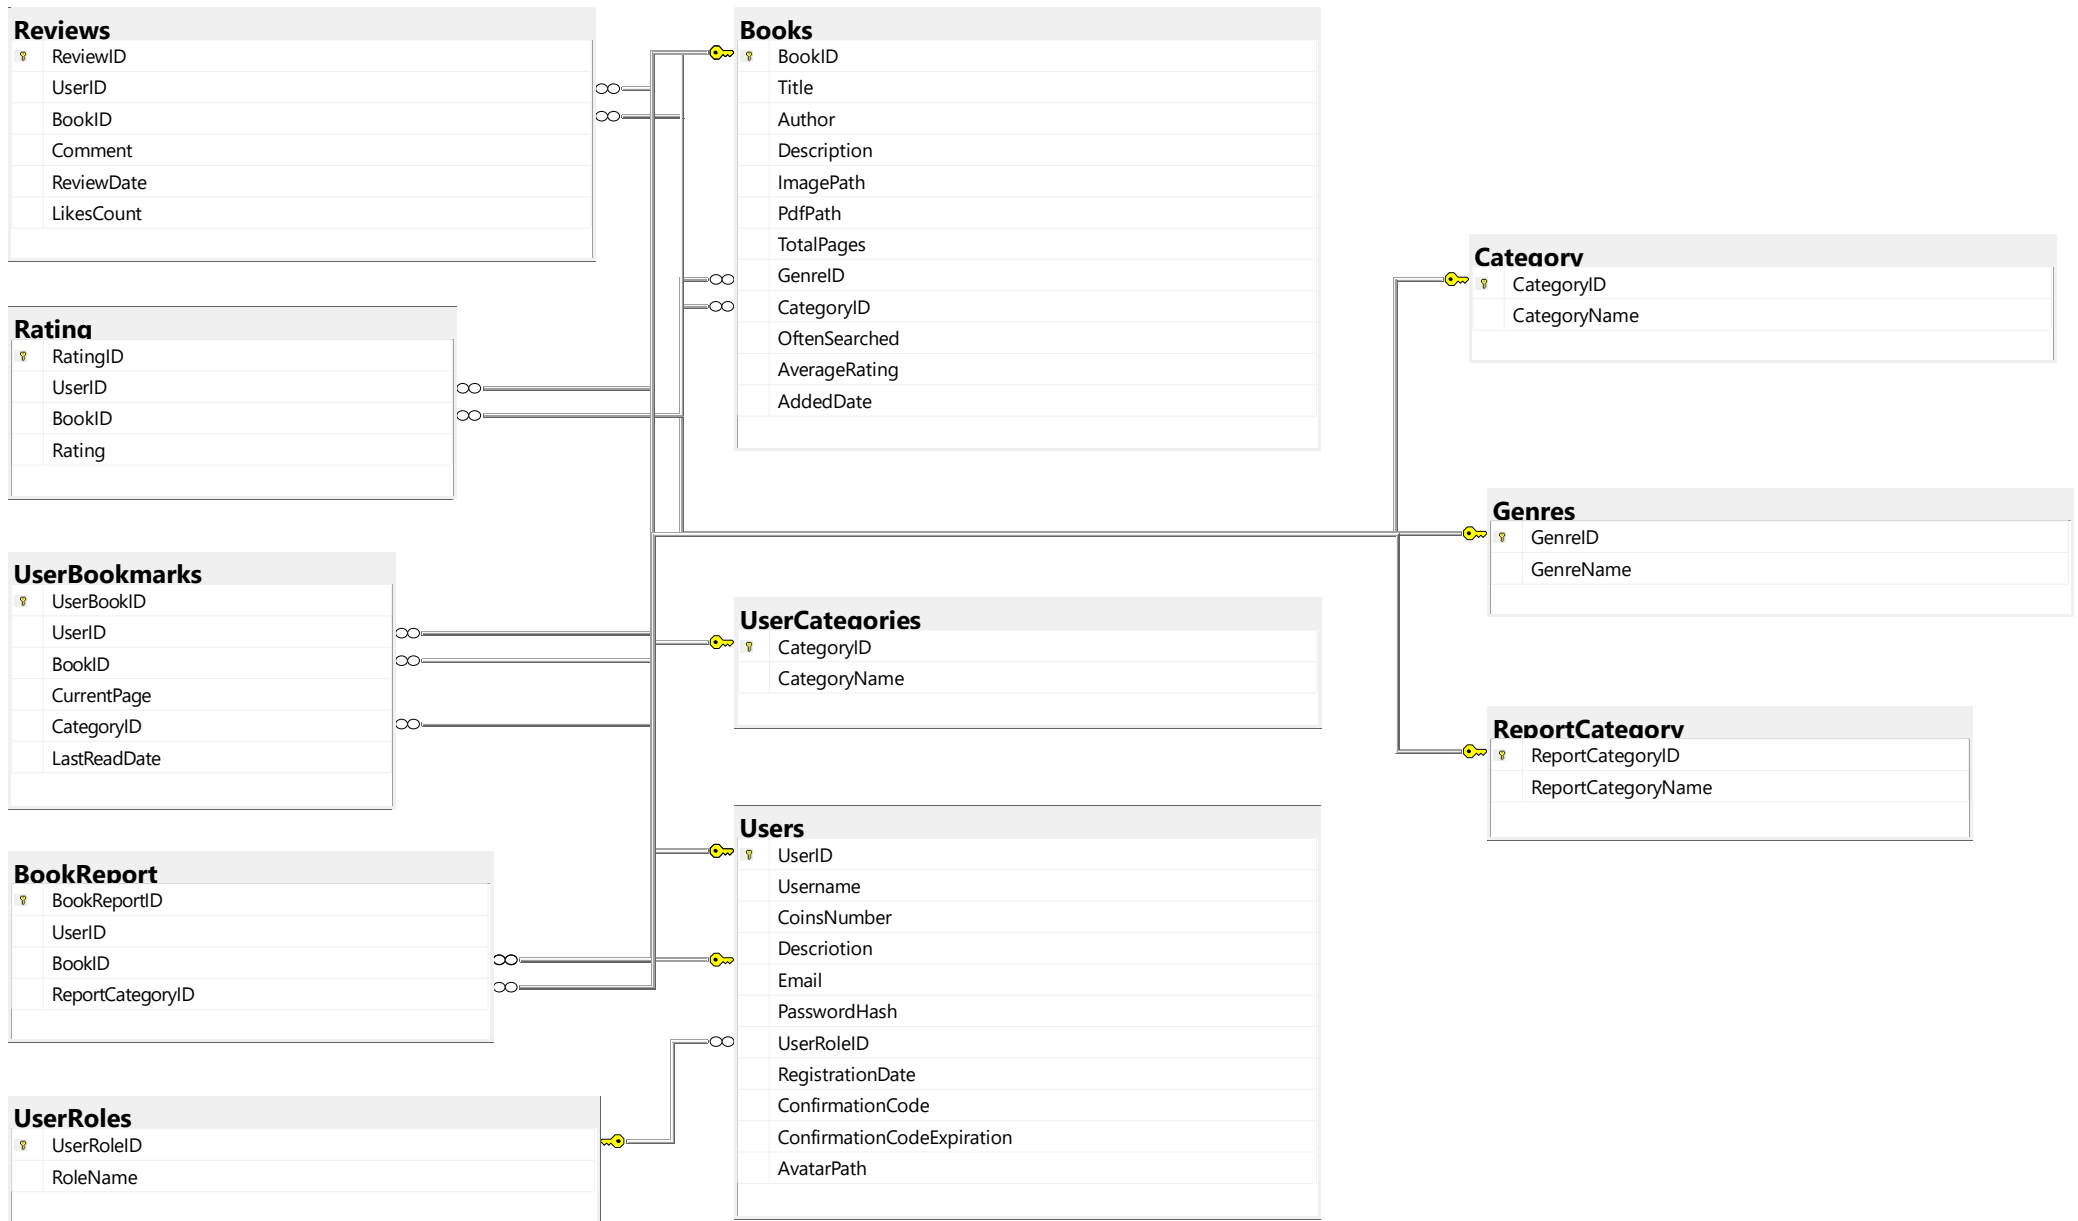 Reviews
ReviewID
UserID
BookID
Comment
ReviewDate
LikesCount
Rating
RatingID
UserID
BookID
Rating
UserBookmarks
UserBookID
UserID
BookID
CurrentPage
CategoryID
LastReadDate
BookReport
BookReportID
UserID
BookID
ReportCategoryID
UserRoles
UserRoleID
RoleName
Books
BookID
Title
Author
Description
ImagePath
PdfPath
TotalPages
GenreID
CategoryID
OftenSearched
AverageRating
AddedDate
UserCategories
CategoryID
CategoryName
Users
UserID
Username
CoinsNumber
Descriotion
Email
PasswordHash
UserRoleID
RegistrationDate
ConfirmationCode
ConfirmationCodeExpiration
AvatarPath
Category
CategoryID
CategoryName
Genres
GenreID
GenreName
ReportCategory
ReportCategoryID
ReportCategoryName